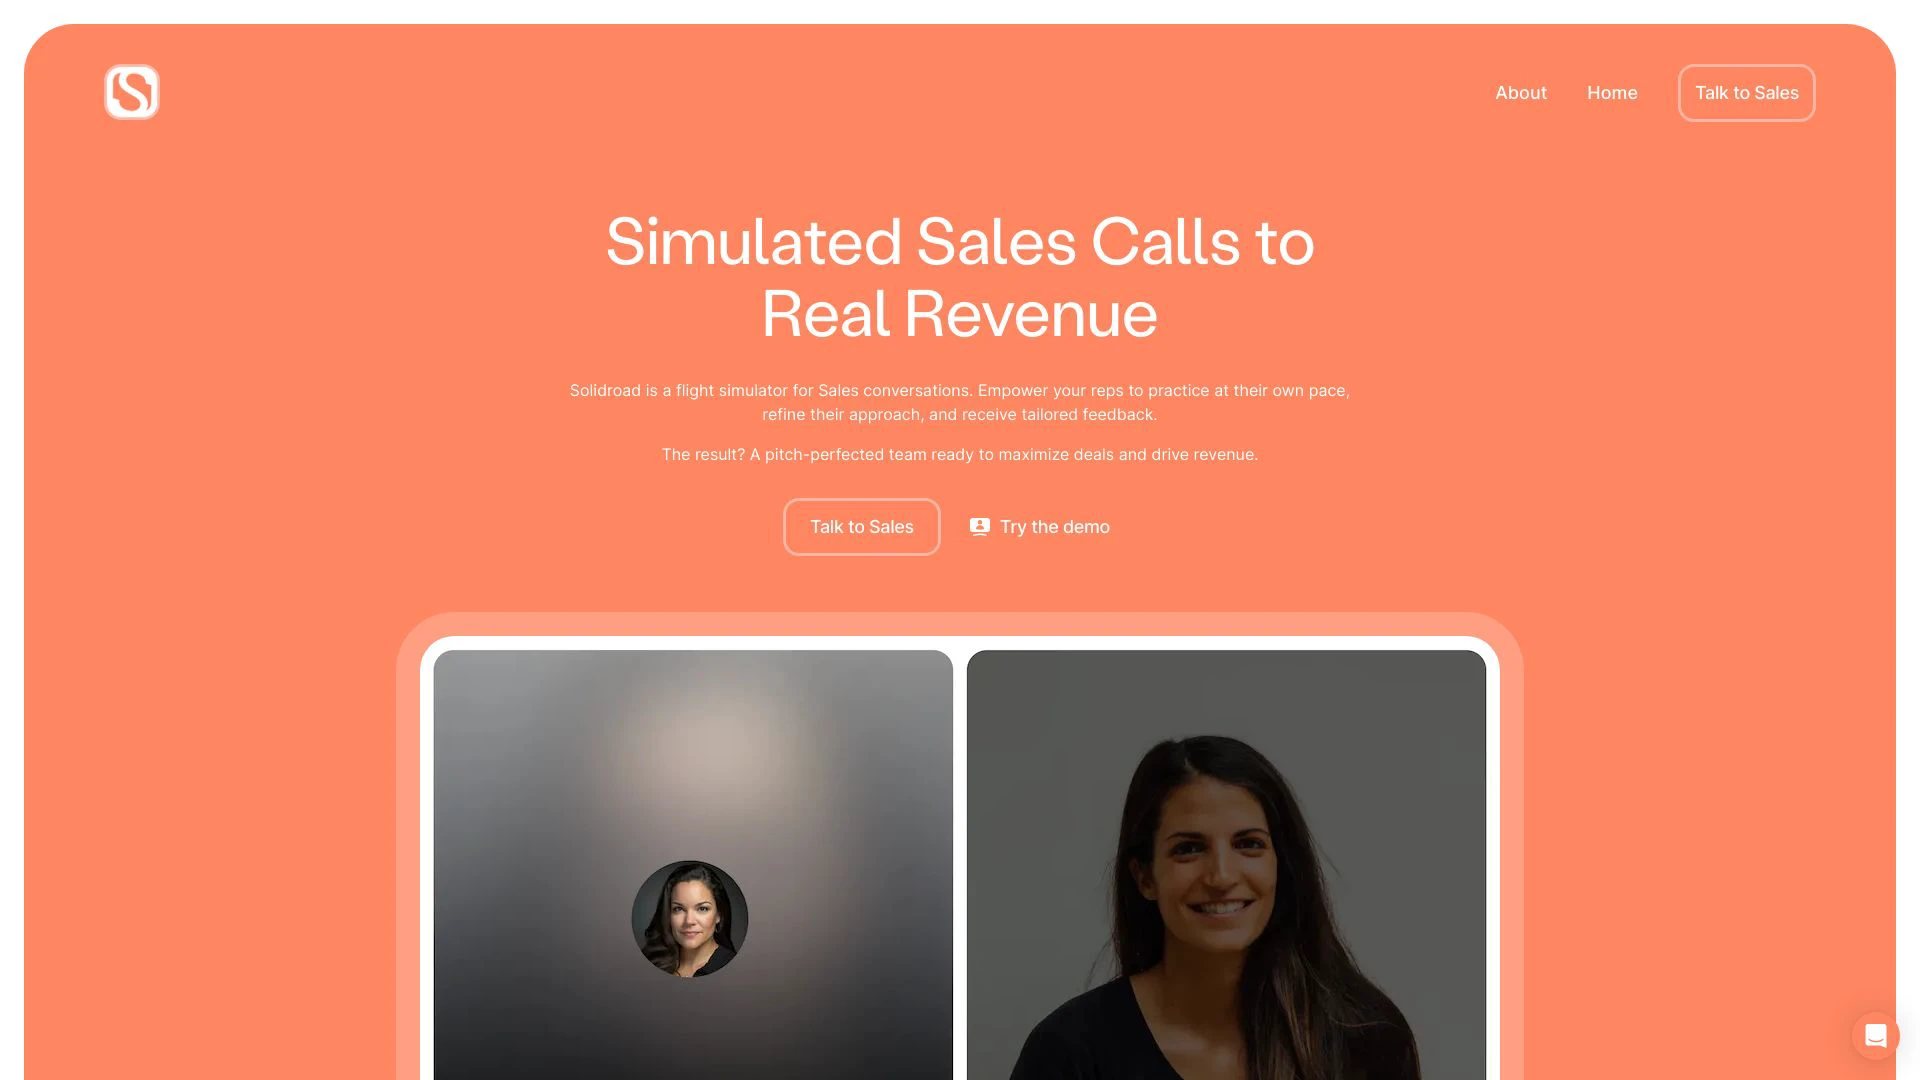 About
Home
Talk to Sales
Simulated Sales Calls to
Real Revenue
Solidroad is a flight simulator for Sales conversations. Empower your reps to practice at their own pace,
refine their approach, and receive tailored feedback.
The result? A pitch-perfected team ready to maximize deals and drive revenue.
Talk to Sales
Try the demo